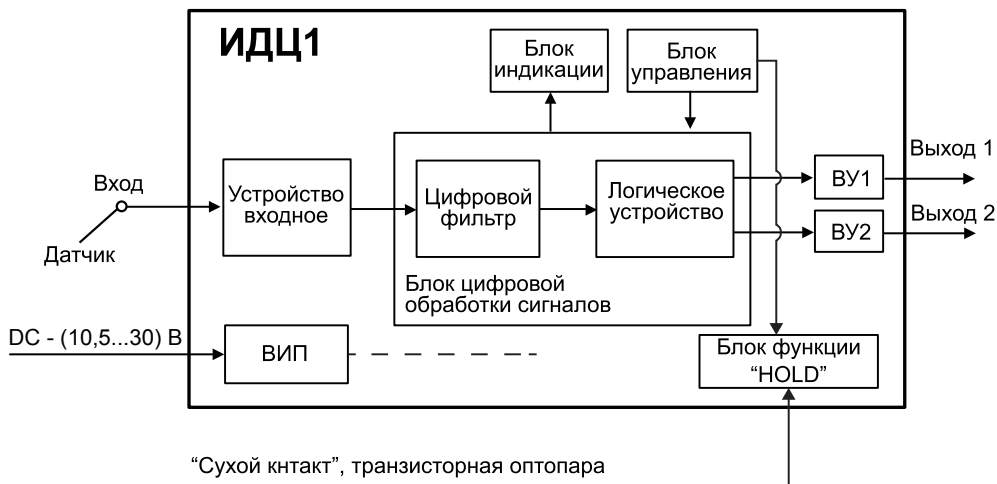 ИДЦ1
Блок
индикации
Блок
управления
Вход
Датчик
Устройство
входное
Цифровой
фильтр
Логическое
устройство
ВУ1
Выход 1
ВУ2
Выход 2
Блок цифровой
обработки сигналов
DC - (10,5...30) В
ВИП
Блок функции
“HOLD”
“Сухой кнтакт”, транзисторная оптопара